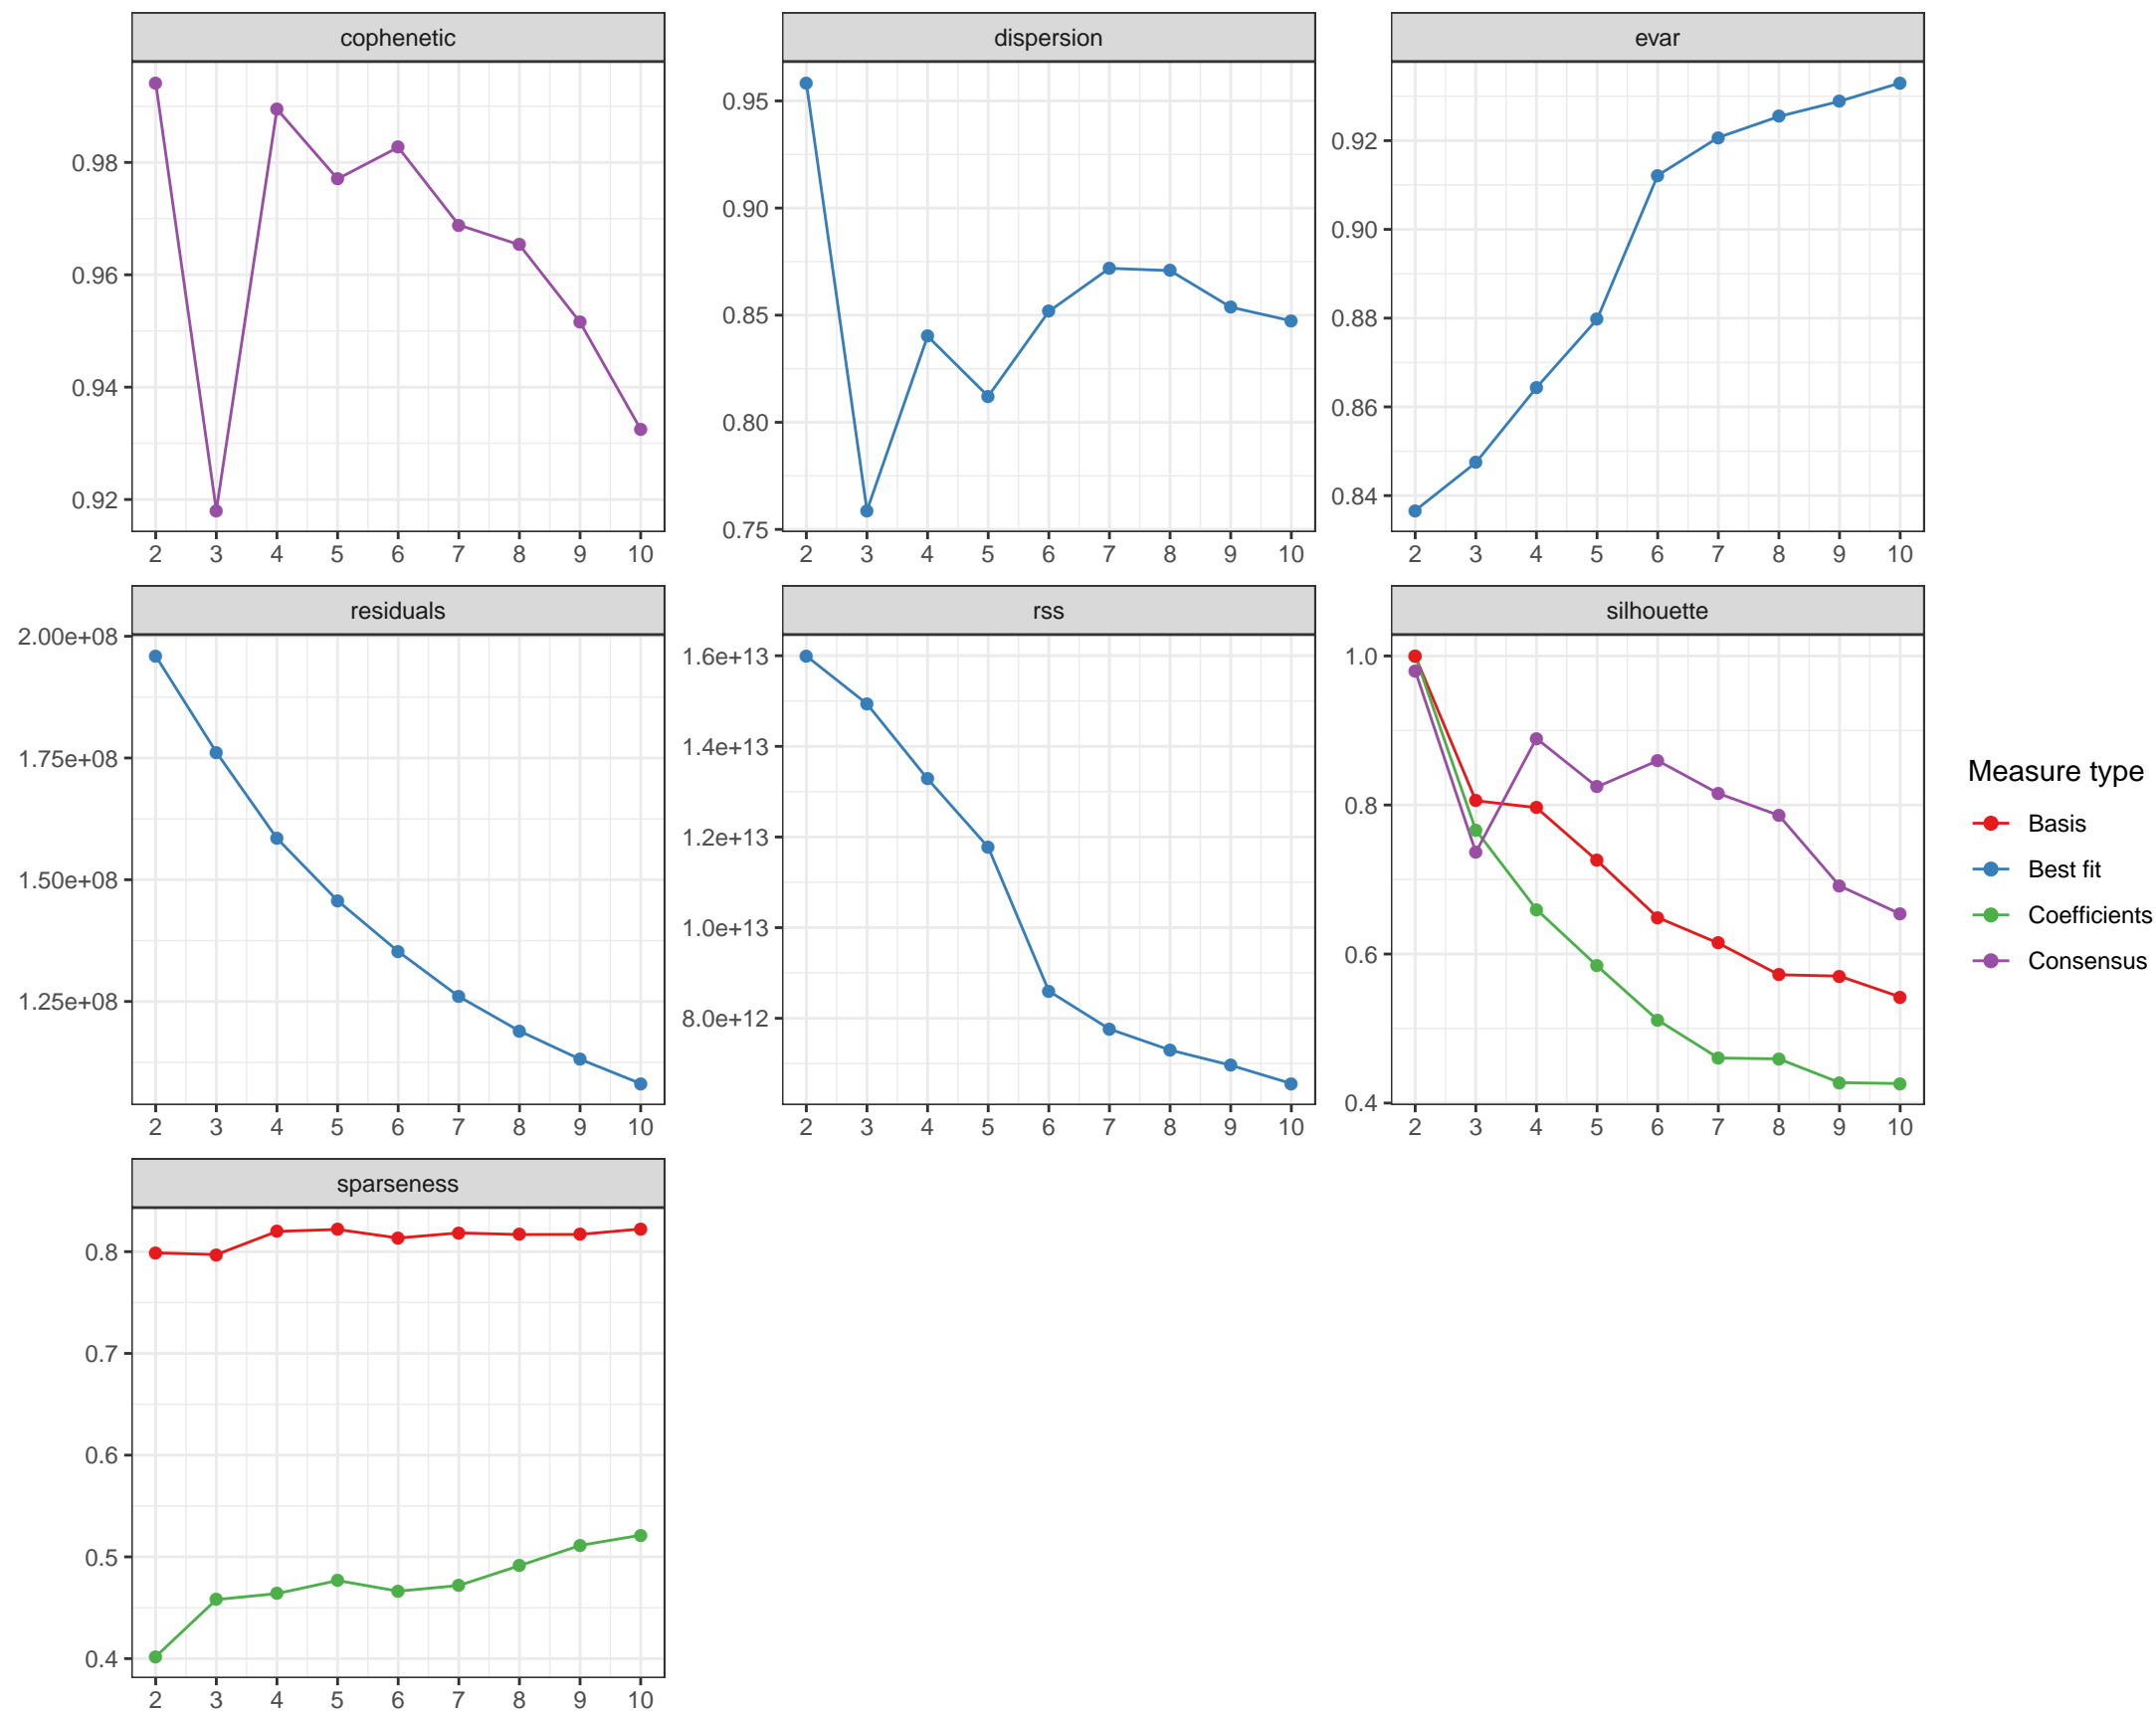 cophenetic
0.98
0.96
0.94
0.92
2 3 4 5 6 7 8 9 10
dispersion
0.95
0.90
0.85
0.80
0.75
2 3 4 5 6 7 8 9 10
evar
0.92
0.90
0.88
0.86
0.84
2 3 4 5 6 7 8 9 10
residuals
2.00e+08
1.75e+08
1.50e+08
1.25e+08
2 3 4 5 6 7 8 9 10
rss
1.6e+13
1.4e+13
1.2e+13
1.0e+13
8.0e+12
2 3 4 5 6 7 8 9 10
silhouette
1.0
0.8
0.6
0.4
2 3 4 5 6 7 8 9 10
Measure type
Basis
Best fit
Coefficients
Consensus
sparseness
0.8
0.7
0.6
0.5
0.4
2 3 4 5 6 7 8 9 10